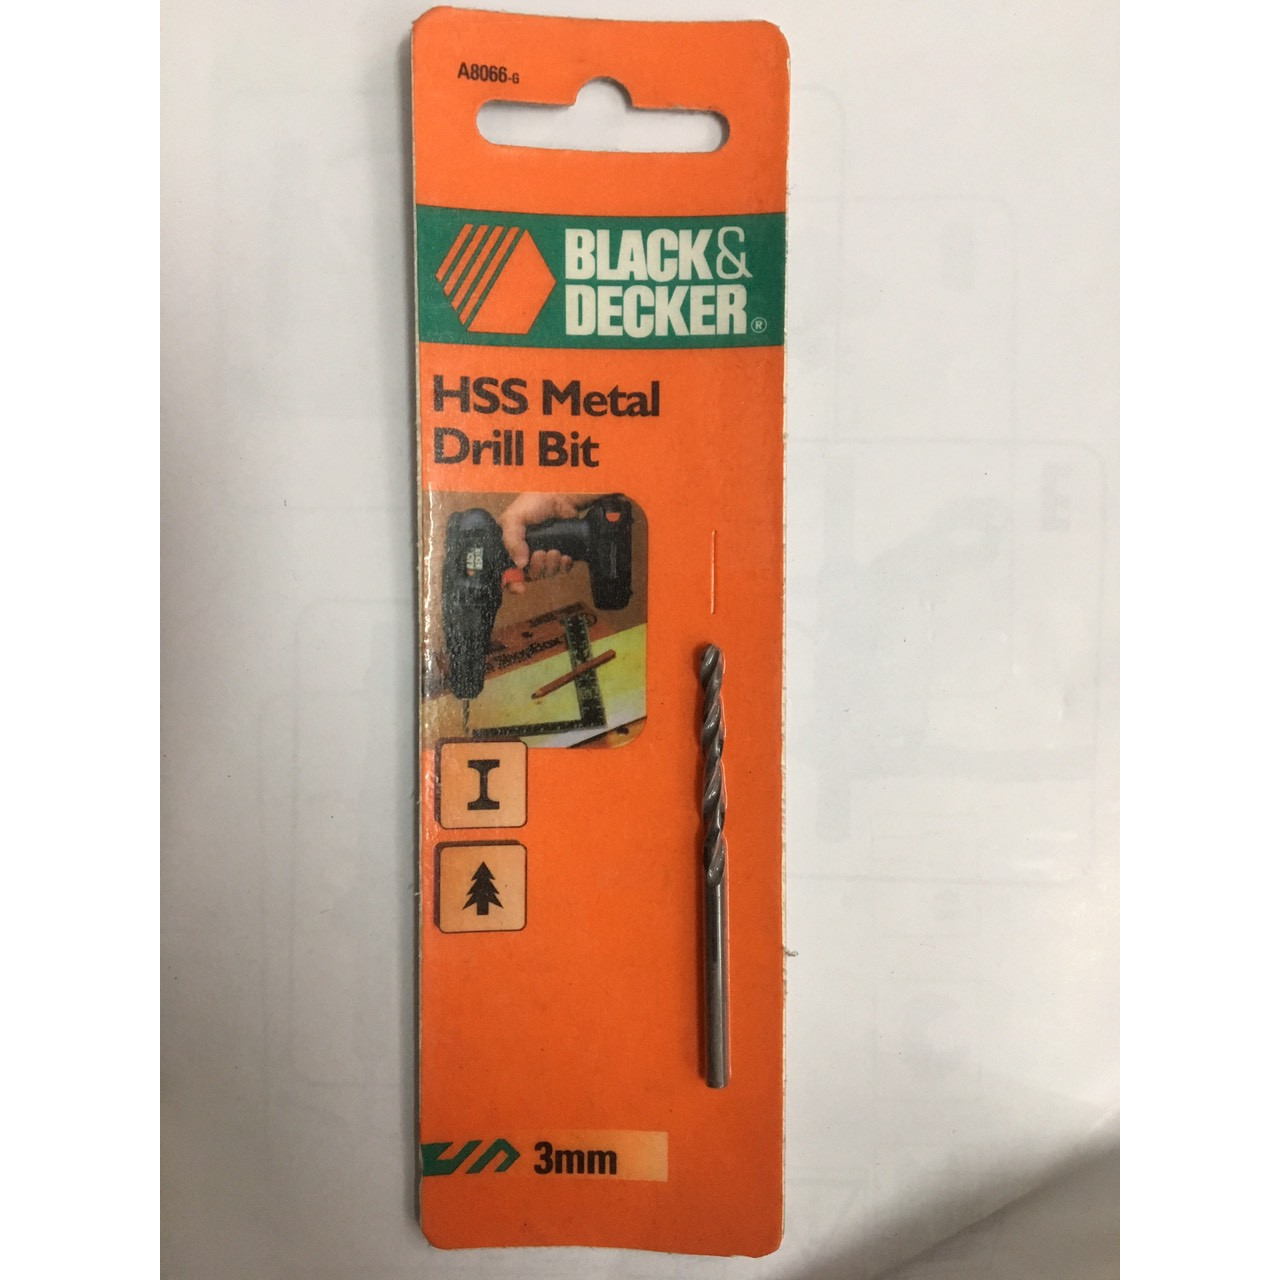 A8066-G
BLACK&
DECKER®
HSS Metal
Drill Bit
3mm